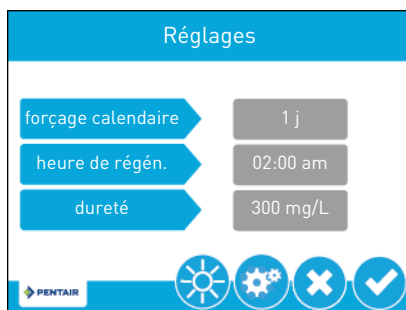 Réglages
forçage calendaire 1 j
heure de régén. 02:00 am
dureté 300 mg/L
PENTAIR